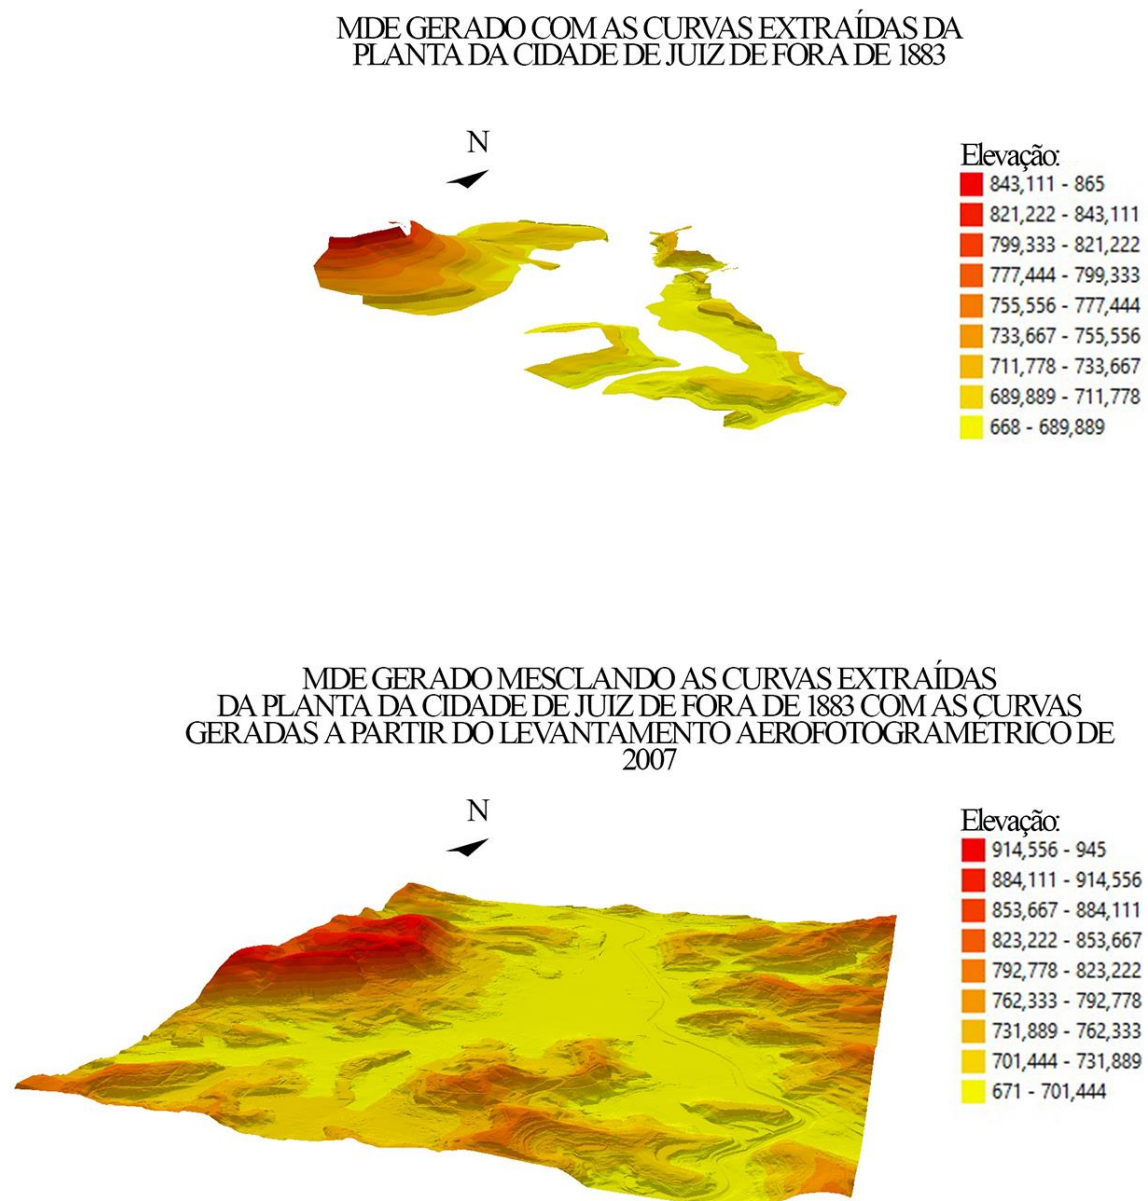 MDE GERADO COM AS CURVAS EXTRAÍDAS DA
PLANTA DA CIDADE DE JUIZ DE FORA DE 1883
N
Elevação:
843,111 - 865
821,222 - 843,111
799,333 - 821,222
777,444 - 799,333
755,556 - 777,444
733,667 - 755,556
711,778 - 733,667
689,889 - 711,778
668 - 689,889
MDE GERADO MESCLANDO AS CURVAS EXTRAÍDAS
DA PLANTA DA CIDADE DE JUIZ DE FORA DE 1883 COM AS CURVAS
GERADAS A PARTIR DO LEVANTAMENTO AEROFOTOGRAMÉTRICO DE
2007
N
Elevação:
914,556 - 945
884,111 - 914,556
853,667 - 884,111
823,222 - 853,667
792,778 - 823,222
762,333 - 792,778
731,889 - 762,333
701,444 - 731,889
671 - 701,444